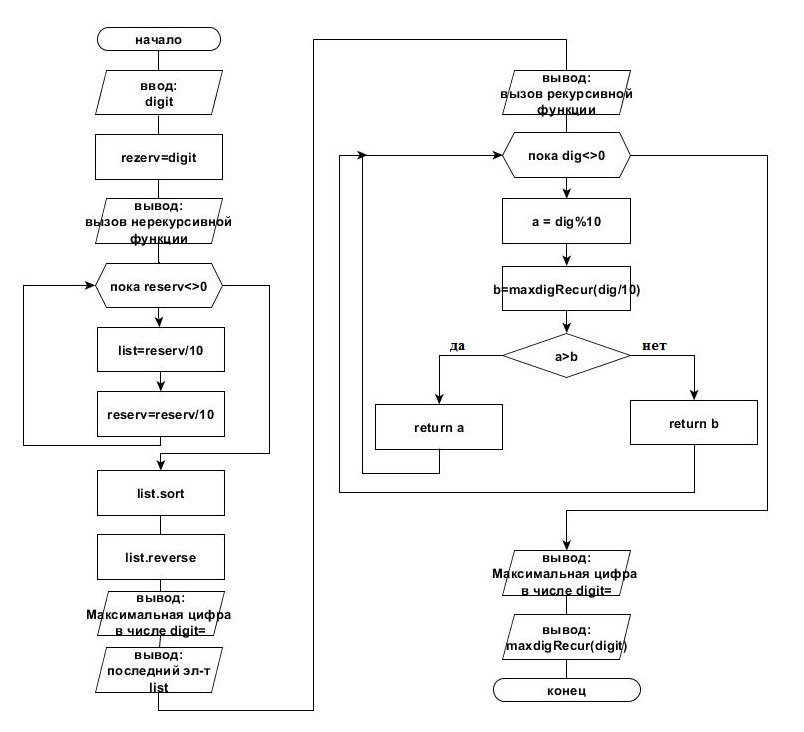 начало
ввод:
digit
rezerv=digit
вывод:
вызов нерекурсивной
функции
пока reserv<>0
list=reserv/10
reserv=reserv/10
list.sort
list.reverse
вывод:
Максимальная цифра
в числе digit=
вывод:
последний эл-т
list
вывод:
вызов рекурсивной
функции
пока dig<>0
a = dig%10
b=maxdigRecur(dig/10)
a>b
да
нет
return a
return b
вывод:
Максимальная цифра
в числе digit=
вывод:
maxdigRecur(digit)
конец